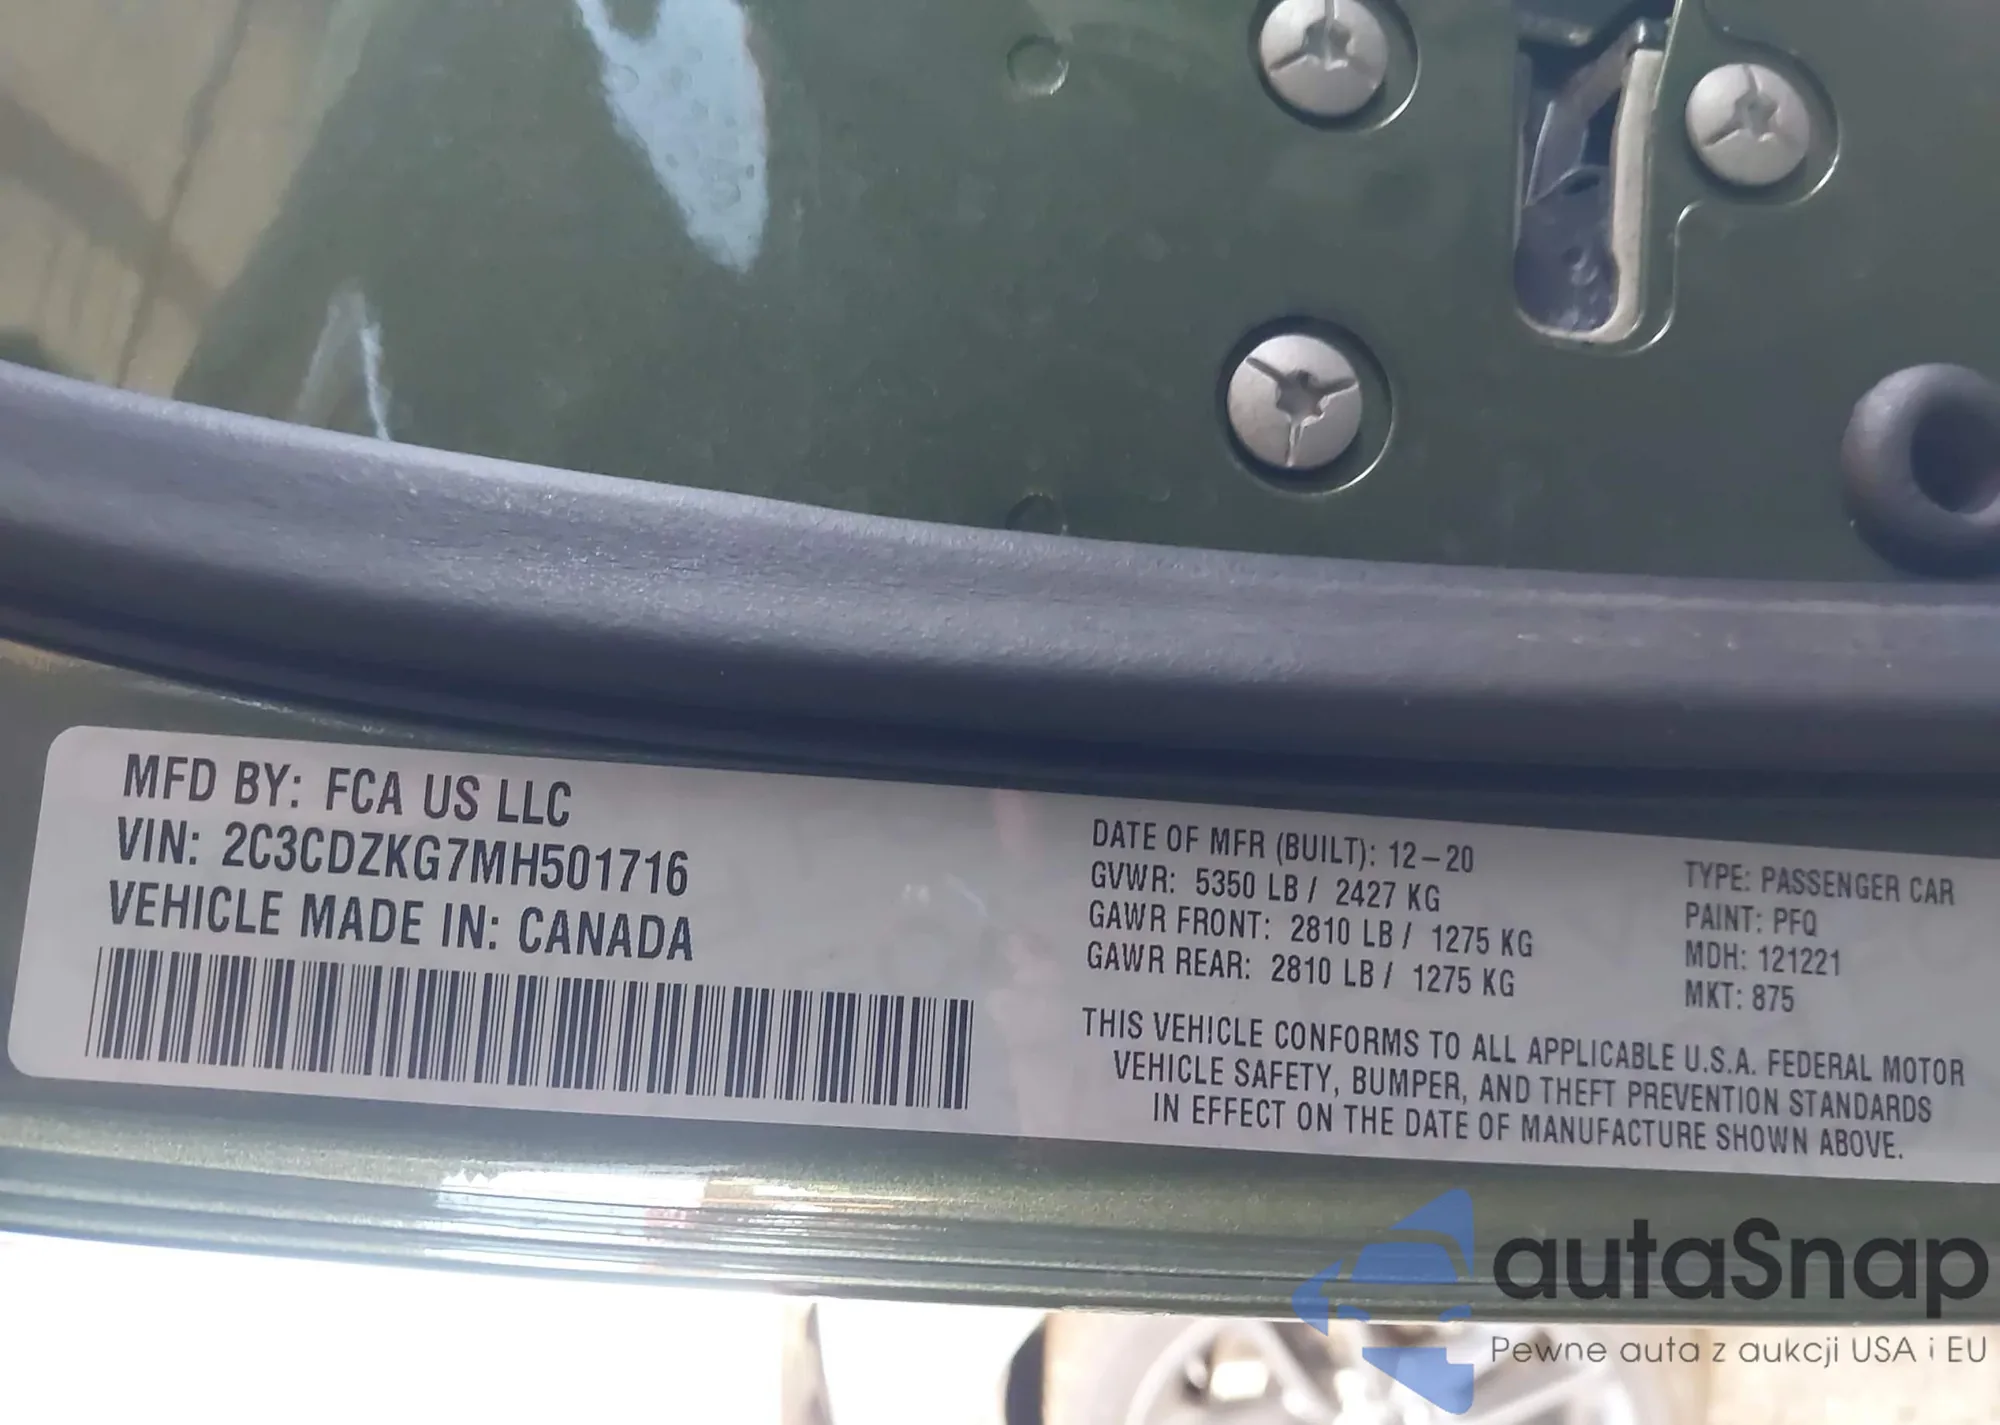 MFD BY: FCA US LLC
VIN: 2C3CDZKG7MH501716
VEHICLE MADE IN: CANADA
DATE OF MFR (BUILT): 12-20
GVWR: 5350 LB / 2427 KG
GAWR FRONT: 2810 LB / 1275 KG
GAWR REAR: 2810 LB / 1275 KG
TYPE: PASSENGER CAR
PAINT: PFQ
MDH: 121221
MKT: 875
THIS VEHICLE CONFORMS TO ALL APPLICABLE U.S.A. FEDERAL MOTOR
VEHICLE SAFETY, BUMPER, AND THEFT PREVENTION STANDARDS
IN EFFECT ON THE DATE OF MANUFACTURE SHOWN ABOVE.
autaSnap
Pewne auta z aukcji USA i EU